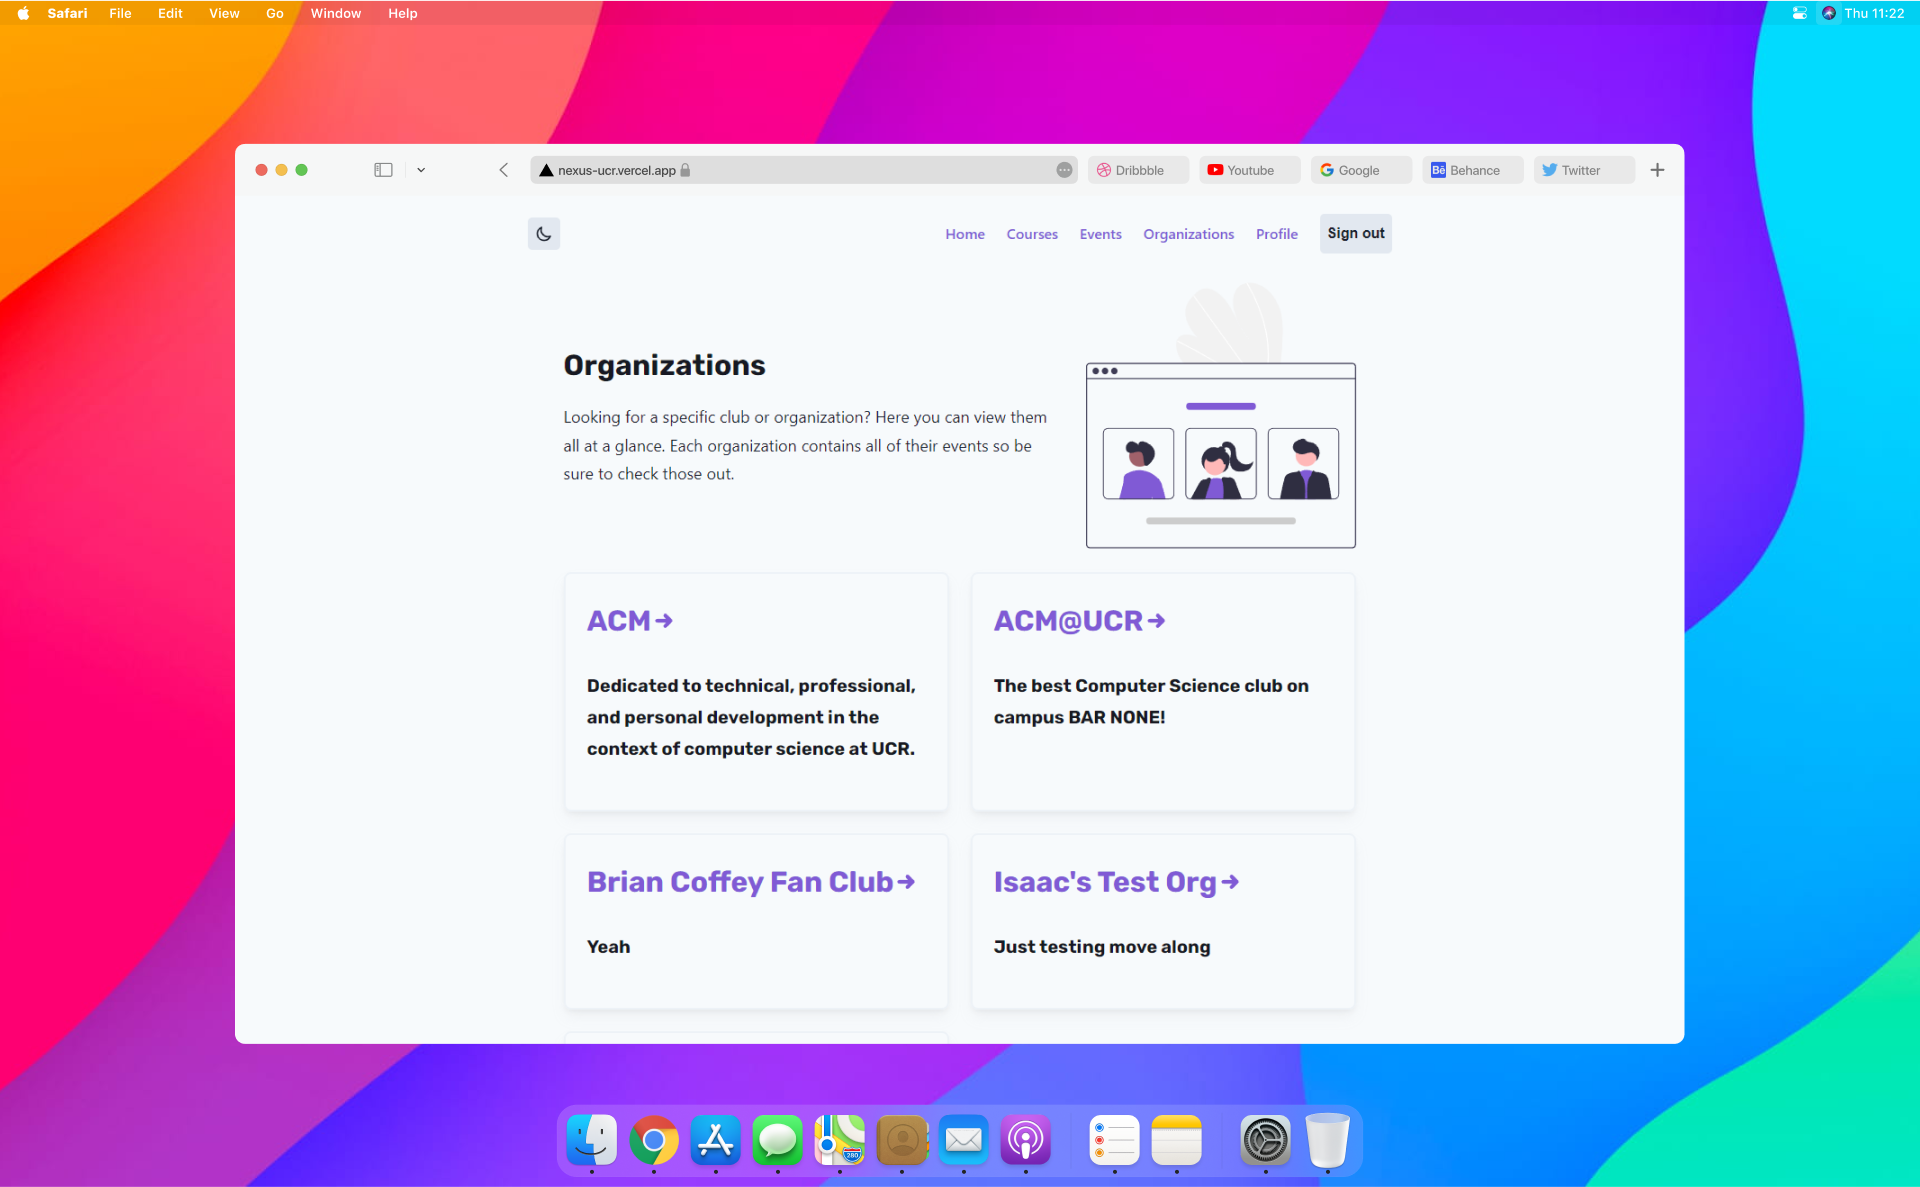 Safari File Edit View Go Window Help Thu 11:22
nexus-ucr.vercel.app Dribbble Youtube Google Bē Behance Twitter
Home Courses Events Organizations Profile Sign out
Organizations
Looking for a specific club or organization? Here you can view them
all at a glance. Each organization contains all of their events so be
sure to check those out.
ACM→
Dedicated to technical, professional,
and personal development in the
context of computer science at UCR.
ACM@UCR→
The best Computer Science club on
campus BAR NONE!
Brian Coffey Fan Club→
Yeah
Isaac's Test Org→
Just testing move along
280